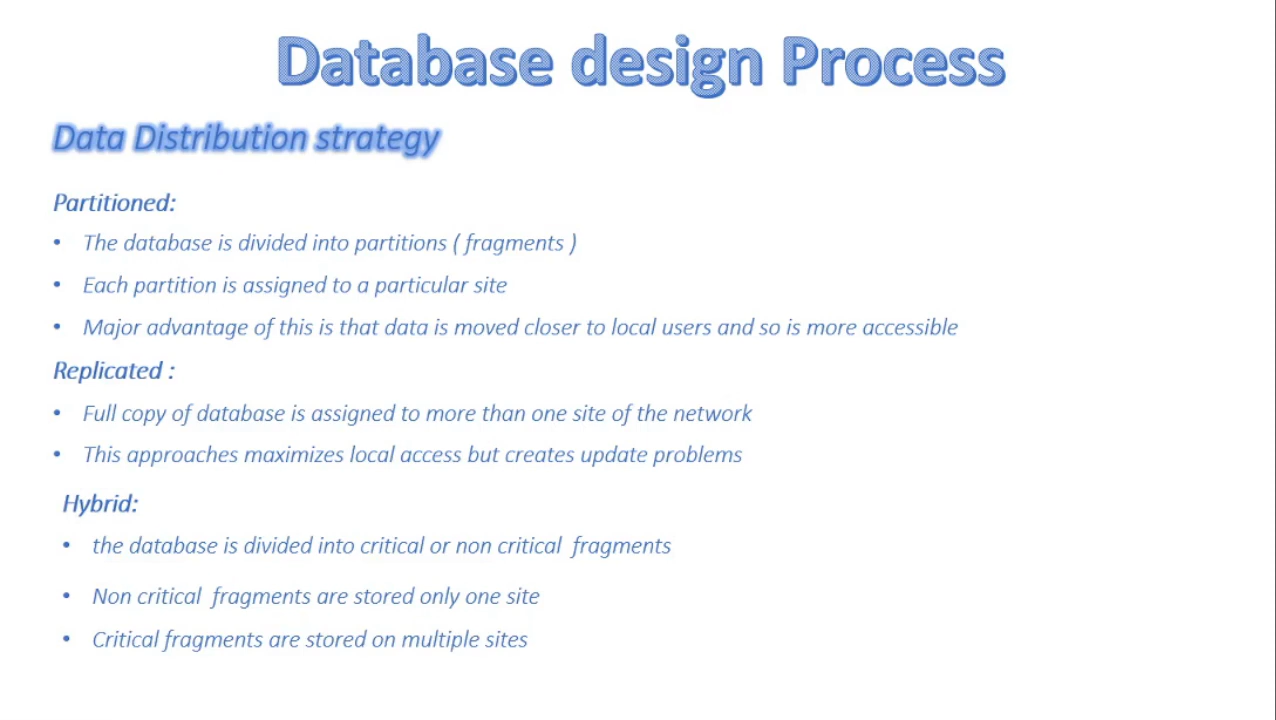 Database design Process
Data Distribution strategy
Partitioned:
• The database is divided into partitions ( fragments )
• Each partition is assigned to a particular site
• Major advantage of this is that data is moved closer to local users and so is more accessible
Replicated :
• Full copy of database is assigned to more than one site of the network
• This approaches maximizes local access but creates update problems
Hybrid:
• the database is divided into critical or non critical  fragments
• Non critical  fragments are stored only one site
• Critical fragments are stored on multiple sites